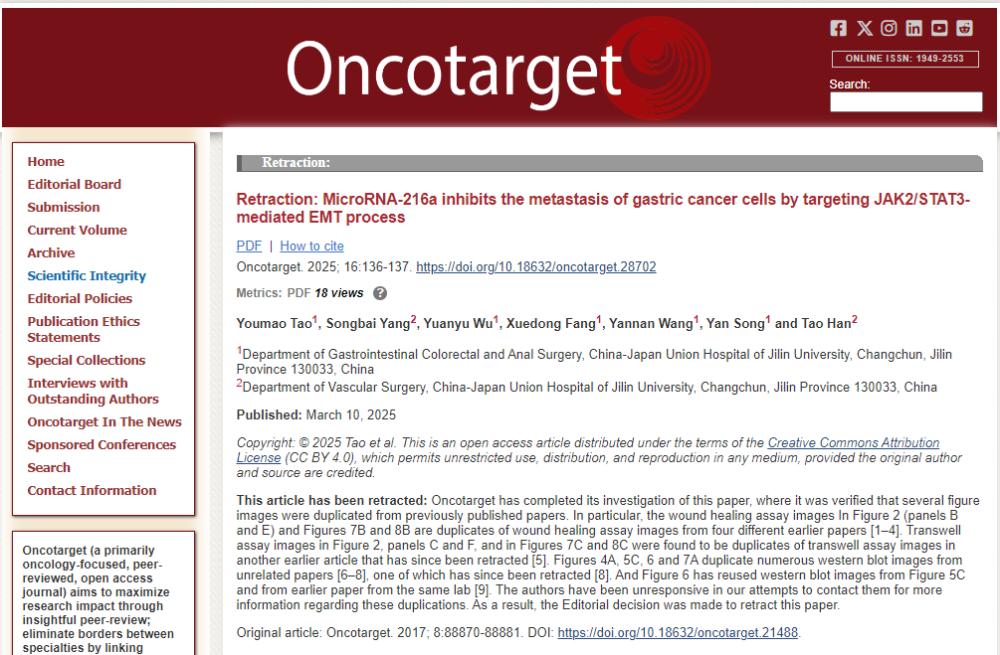 Oncotarget
ONLINE ISSN: 1949-2553
Search:
Home
Editorial Board
Submission
Current Volume
Archive
Scientific Integrity
Editorial Policies
Publication Ethics
Statements
Special Collections
Interviews with
Outstanding Authors
Oncotarget In The News
Sponsored Conferences
Search
Contact Information
Oncotarget (a primarily
oncology-focused, peer-
reviewed, open access
journal) aims to maximize
research impact through
insightful peer-review;
eliminate borders between
specialties by linking
Retraction:
Retraction: MicroRNA-216a inhibits the metastasis of gastric cancer cells by targeting JAK2/STAT3-
mediated EMT process
PDF | How to cite
Oncotarget. 2025; 16:136-137. https://doi.org/10.18632/oncotarget.28702
Metrics: PDF 18 views ?
Youmao Tao1, Songbai Yang2, Yuanyu Wu1, Xuedong Fang1, Yannan Wang1, Yan Song1 and Tao Han2
1Department of Gastrointestinal Colorectal and Anal Surgery, China-Japan Union Hospital of Jilin University, Changchun, Jilin
Province 130033, China
2Department of Vascular Surgery, China-Japan Union Hospital of Jilin University, Changchun, Jilin Province 130033, China
Published: March 10, 2025
Copyright: © 2025 Tao et al. This is an open access article distributed under the terms of the Creative Commons Attribution
License (CC BY 4.0), which permits unrestricted use, distribution, and reproduction in any medium, provided the original author
and source are credited.
This article has been retracted: Oncotarget has completed its investigation of this paper, where it was verified that several figure
images were duplicated from previously published papers. In particular, the wound healing assay images In Figure 2 (panels B
and E) and Figures 7B and 8B are duplicates of wound healing assay images from four different earlier papers [1–4]. Transwell
assay images in Figure 2, panels C and F, and in Figures 7C and 8C were found to be duplicates of transwell assay images in
another earlier article that has since been retracted [5]. Figures 4A, 5C, 6 and 7A duplicate numerous western blot images from
unrelated papers [6–8], one of which has since been retracted [8]. And Figure 6 has reused western blot images from Figure 5C
and from earlier paper from the same lab [9]. The authors have been unresponsive in our attempts to contact them for more
information regarding these duplications. As a result, the Editorial decision was made to retract this paper.
Original article: Oncotarget. 2017; 8:88870-88881. DOI: https://doi.org/10.18632/oncotarget.21488.